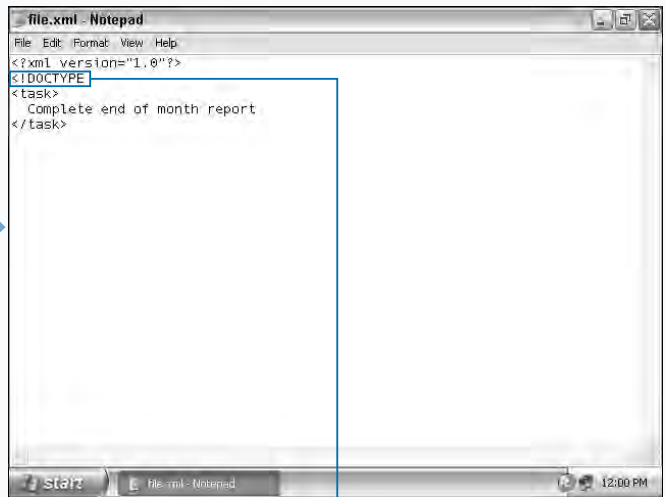 file.xml - Notepad
File Edit Format View Help
<?xml version="1.0"?>
<!DOCTYPE
<task>
  Complete end of month report
</task>
start
file.xml - Notepad
12:00 PM